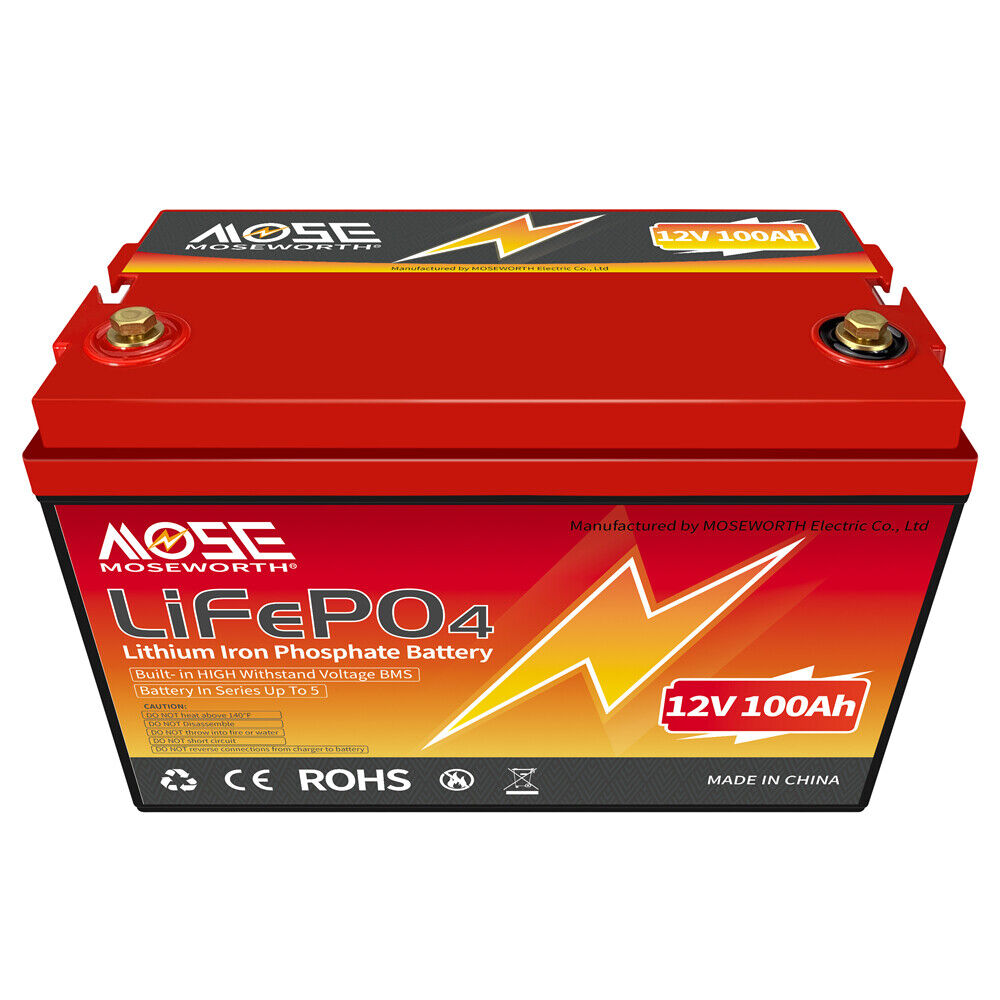 MOSE
MOSEWORTH®
12V 100Ah
Manufactured by MOSEWORTH Electric Co., Ltd
MOSE
MOSEWORTH®
Manufactured by MOSEWORTH Electric Co., Ltd
LiFePO4
Lithium Iron Phosphate Battery
Built- in HIGH Withstand Voltage BMS
Battery In Series Up To 5
12V 100Ah
CAUTION:
DO NOT heat above 140°F
DO NOT Disassemble
DO NOT throw into fire or water
DO NOT short circuit
DO NOT reverse connections from charger to battery
CE ROHS
MADE IN CHINA